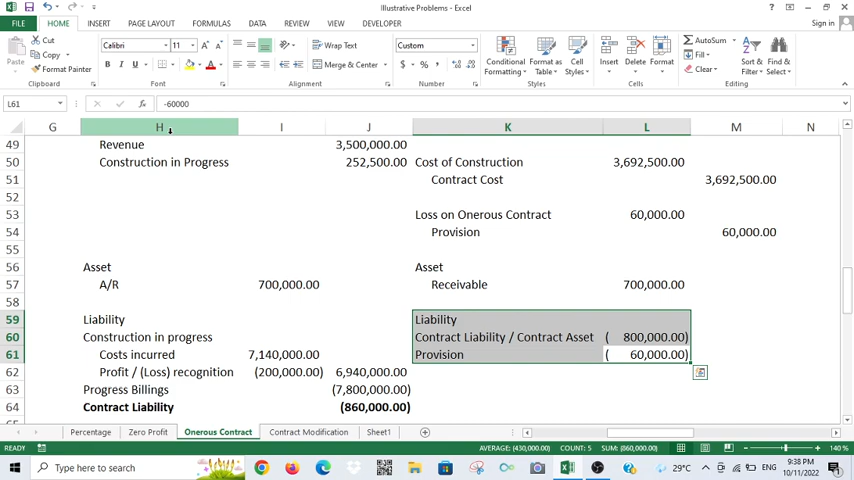 Illustrative Problems - Excel
FILE HOME INSERT PAGE LAYOUT FORMULAS DATA REVIEW VIEW DEVELOPER Sign in
Paste Cut Copy Format Painter Clipboard
Calibri 11 B I U Font
Wrap Text Merge & Center Alignment
Custom $ % , Number
Conditional Formatting Format as Table Cell Styles Styles
Insert Delete Format Cells
AutoSum Fill Clear Sort & Filter Find & Select Editing
L61 fx -60000
G H I J K L M N
49 Revenue 3,500,000.00
50 Construction in Progress 252,500.00 Cost of Construction 3,692,500.00
51 Contract Cost 3,692,500.00
52
53 Loss on Onerous Contract 60,000.00
54 Provision 60,000.00
55
56 Asset Asset
57 A/R 700,000.00 Receivable 700,000.00
58
59 Liability Liability
60 Construction in progress Contract Liability / Contract Asset ( 800,000.00)
61 Costs incurred 7,140,000.00 Provision ( 60,000.00)
62 Profit / (Loss) recognition (200,000.00) 6,940,000.00
63 Progress Billings (7,800,000.00)
64 Contract Liability (860,000.00)
Percentage Zero Profit Onerous Contract Contract Modification Sheet1
READY AVERAGE: (430,000.00) COUNT: 5 SUM: (860,000.00) 140 %
Type here to search 29°C ENG 9:38 PM 10/11/2022